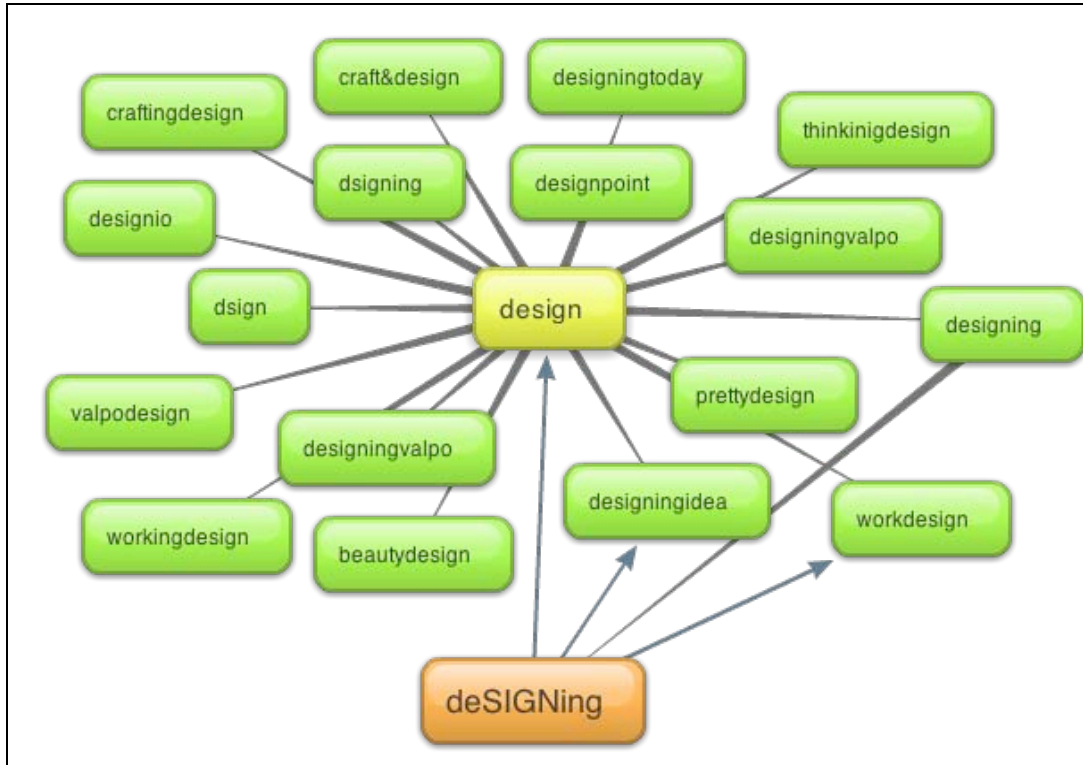 craft&design
designingtoday
craftingdesign
thinkinigdesign
dsigning
designpoint
designio
designingvalpo
dsign
design
designing
valpodesign
prettydesign
designingvalpo
designingidea
workdesign
workingdesign
beautydesign
deSIGNing